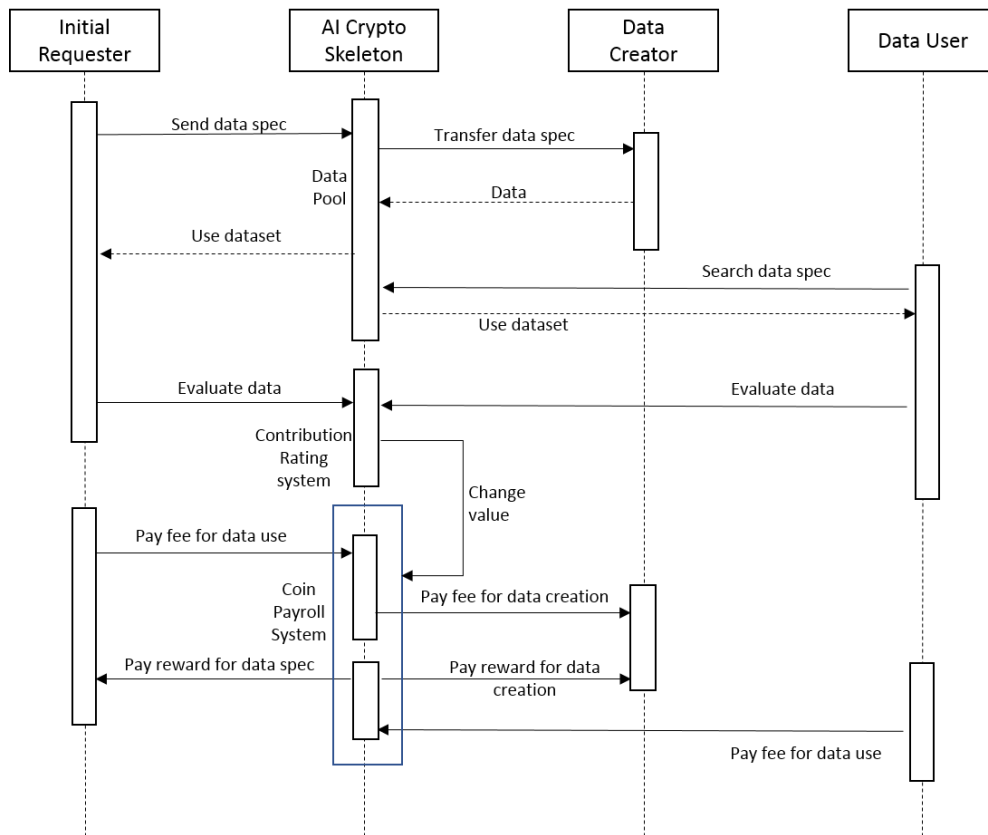 Initial
Requester
AI Crypto
Skeleton
Data
Creator
Data User
Send data spec
Transfer data spec
Data
Pool
Data
Use dataset
Search data spec
Use dataset
Evaluate data
Evaluate data
Contribution
Rating
system
Change
value
Pay fee for data use
Coin
Payroll
System
Pay fee for data creation
Pay reward for data spec
Pay reward for data
creation
Pay fee for data use